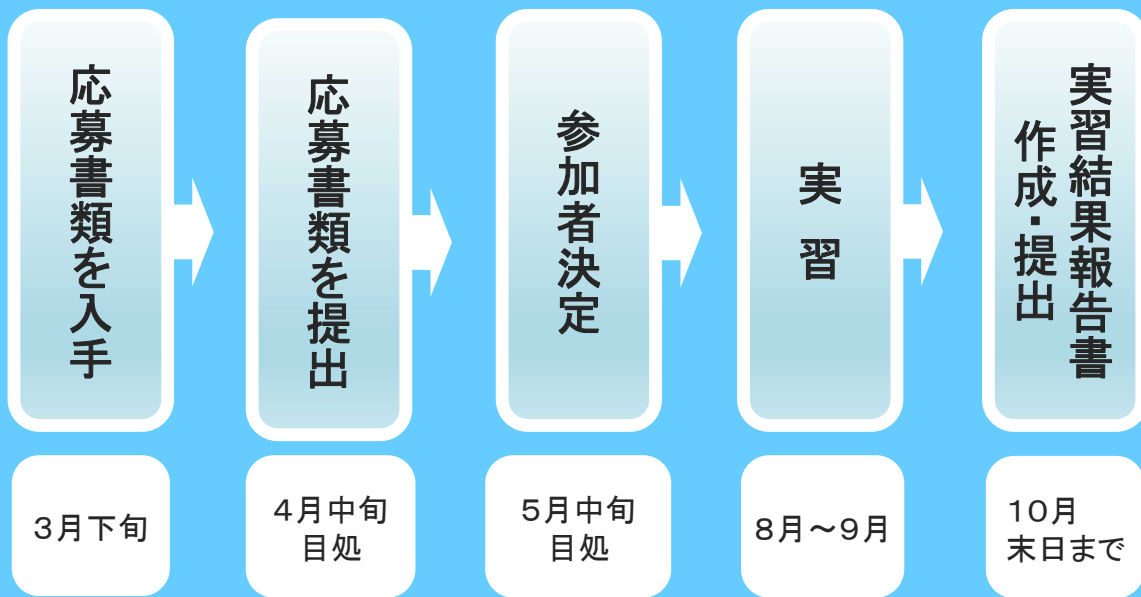 応募書類を入手
応募書類を提出
参加者決定
実習
実習結果報告書
作成・提出
3月下旬
4月中旬
目処
5月中旬
目処
8月～9月
10月
末日まで